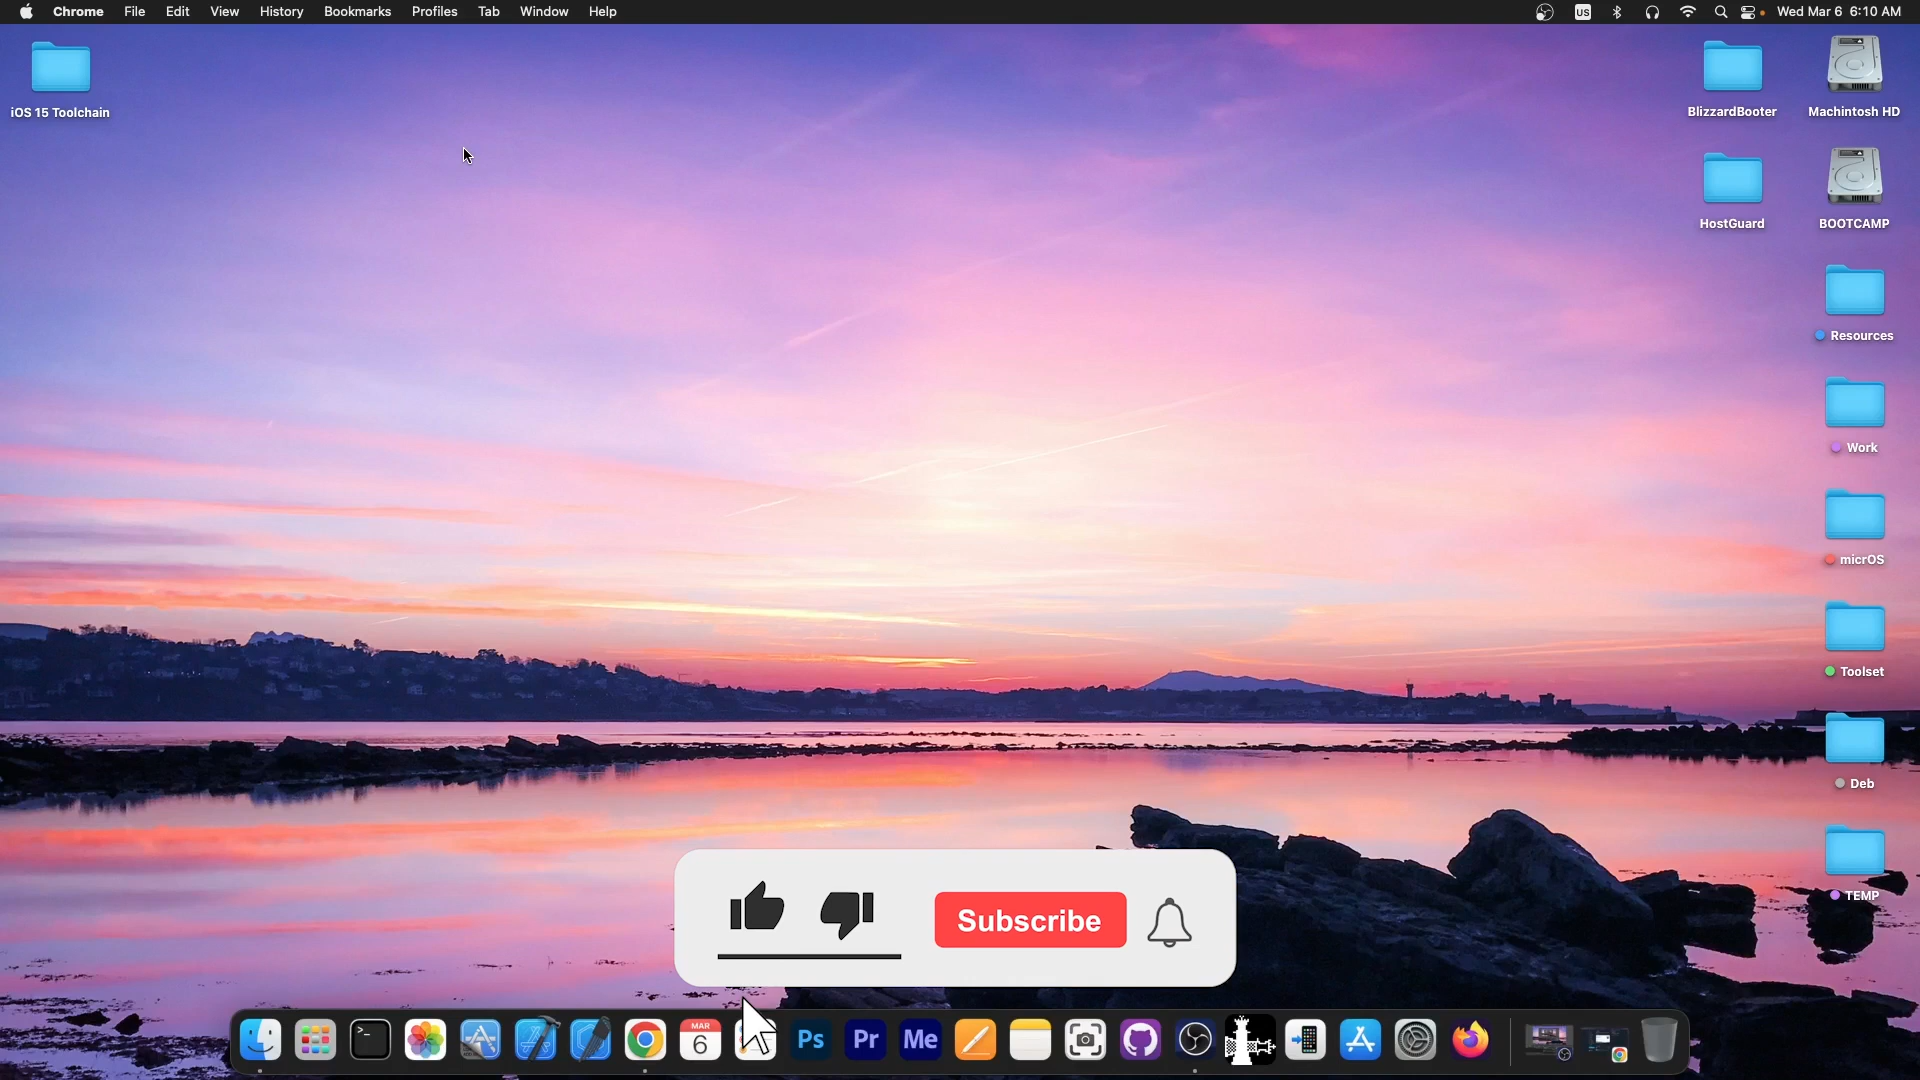 Chrome File Edit View History Bookmarks Profiles Tab Window Help US Wed Mar 6 6:10 AM
iOS 15 Toolchain
BlizzardBooter
Machintosh HD
HostGuard
BOOTCAMP
Resources
Work
micrOS
Toolset
Deb
TEMP
Subscribe
>_
MAR
6
Ps
Pr
Me